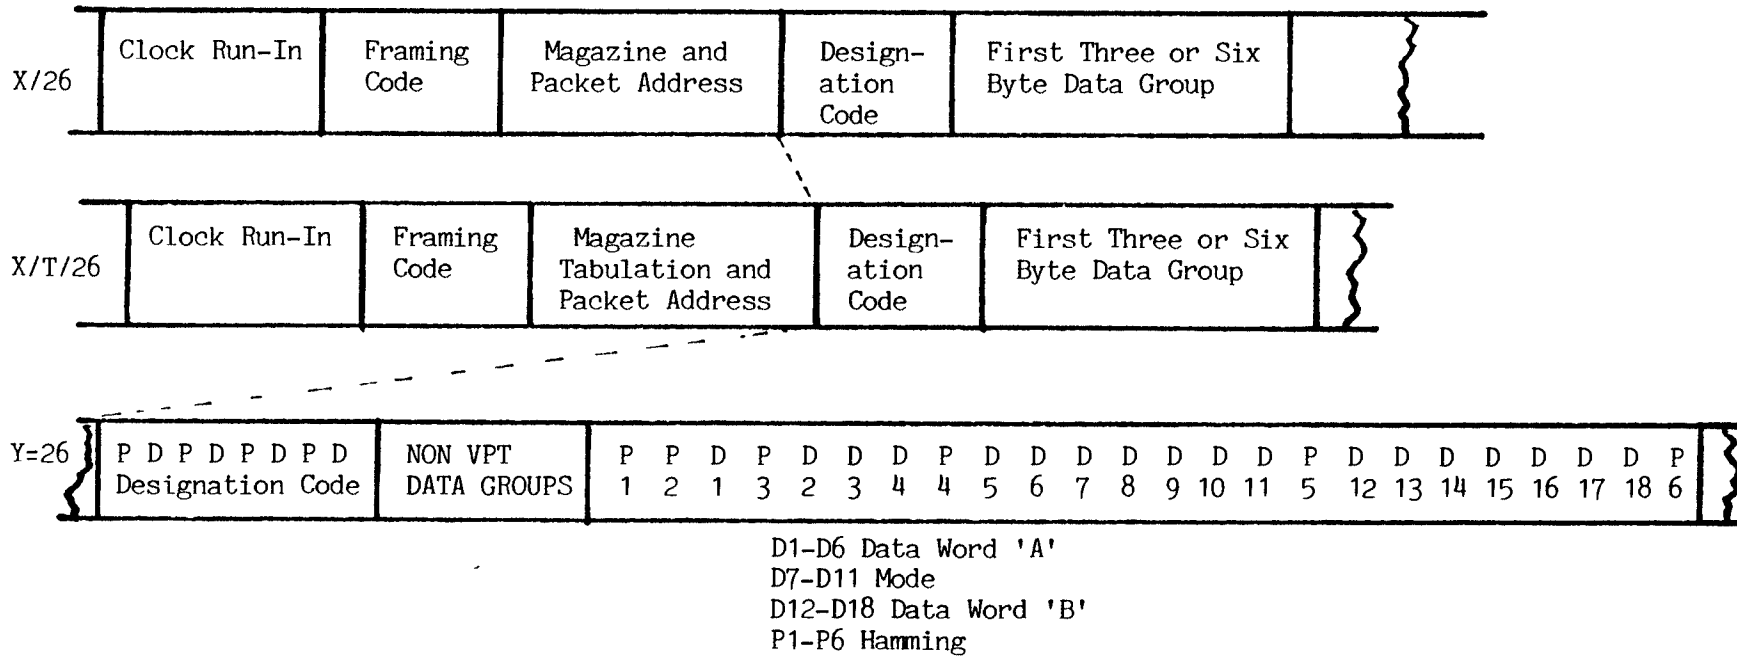 X/26
Clock Run-In
Framing
Code
Magazine and
Packet Address
Design-
ation
Code
First Three or Six
Byte Data Group
X/T/26
Clock Run-In
Framing
Code
Magazine
Tabulation and
Packet Address
Design-
ation
Code
First Three or Six
Byte Data Group
Y=26
P D P D P D P D
Designation Code
NON VPT
DATA GROUPS
P P D P D D D P D D D D D D D P D D D D D D D P
1 2 1 3 2 3 4 4 5 6 7 8 9 10 11 5 12 13 14 15 16 17 18 6
D1-D6 Data Word 'A'
D7-D11 Mode
D12-D18 Data Word 'B'
P1-P6 Hamming